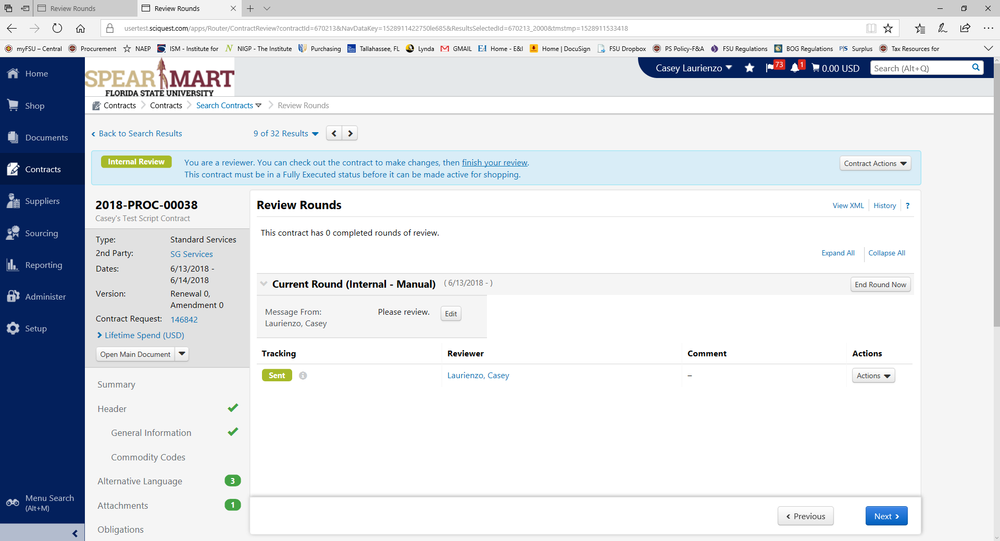 Review Rounds
Review Rounds
usertest.sciquest.com/apps/Router/ContractReview?contractId=670213&NavDataKey=1528911422750le685&ResultsSelectedId=670213_2000&tmstmp=1528911533418
myFSU – Central Procurement NAEP ISM - Institute for NIGP - The Institute Purchasing Tallahassee, FL Lynda GMAIL Home - E&I Home | DocuSign FSU Dropbox PS Policy-F&A FSU Regulations BOG Regulations Surplus Tax Resources for
SPEAR MART
FLORIDA STATE UNIVERSITY
Casey Laurienzo 73 1 0.00 USD Search (Alt+Q)
Home
Shop
Documents
Contracts
Suppliers
Sourcing
Reporting
Administer
Setup
Menu Search
(Alt+M)
Contracts Contracts Search Contracts Review Rounds
Back to Search Results 9 of 32 Results
Internal Review You are a reviewer. You can check out the contract to make changes, then finish your review. Contract Actions
This contract must be in a Fully Executed status before it can be made active for shopping.
2018-PROC-00038
Casey's Test Script Contract
Type: Standard Services
2nd Party: SG Services
Dates: 6/13/2018 -
6/14/2018
Version: Renewal 0,
Amendment 0
Contract Request: 146842
Lifetime Spend (USD)
Open Main Document
Summary
Header
General Information
Commodity Codes
Alternative Language 3
Attachments 1
Obligations
Review Rounds View XML History ?
This contract has 0 completed rounds of review.
Expand All Collapse All
Current Round (Internal - Manual) ( 6/13/2018 - ) End Round Now
Message From: Please review. Edit
Laurienzo, Casey
Tracking Reviewer Comment Actions
Sent Laurienzo, Casey – Actions
Previous Next